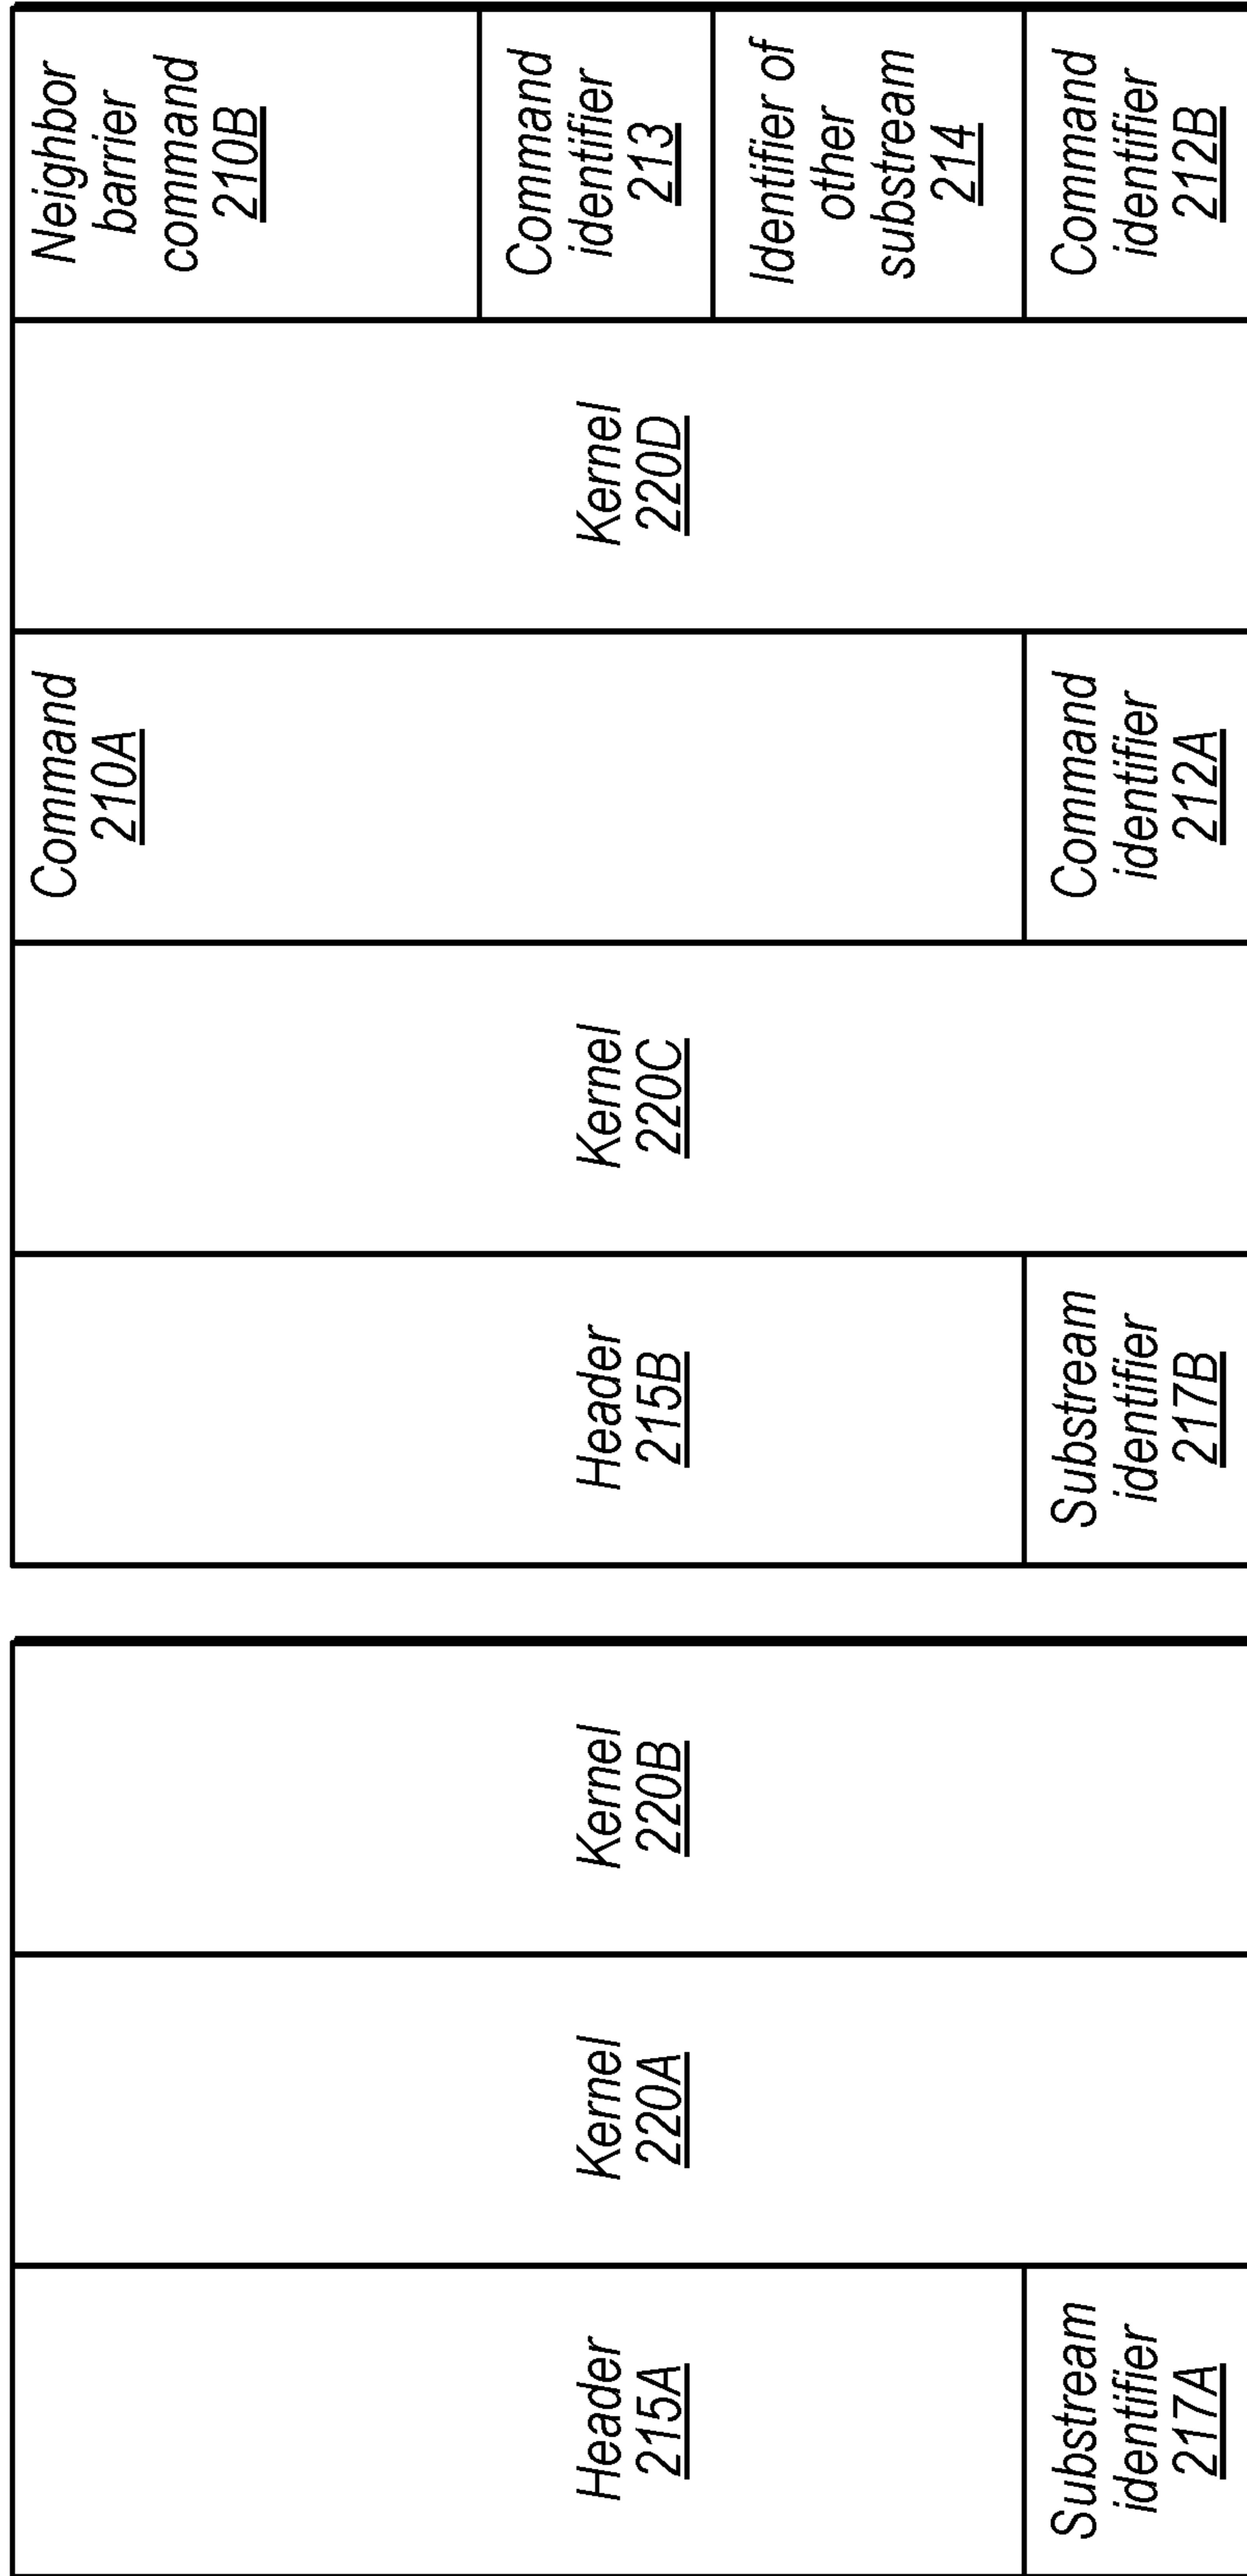 Header
215A
Substream
identifier
217A
Kernel
220A
Kernel
220B
Header
215B
Substream
identifier
217B
Kernel
220C
Command
210A
Command
identifier
212A
Kernel
220D
Neighbor
barrier
command
210B
Command
identifier
213
Identifier of
other
substream
214
Command
identifier
212B